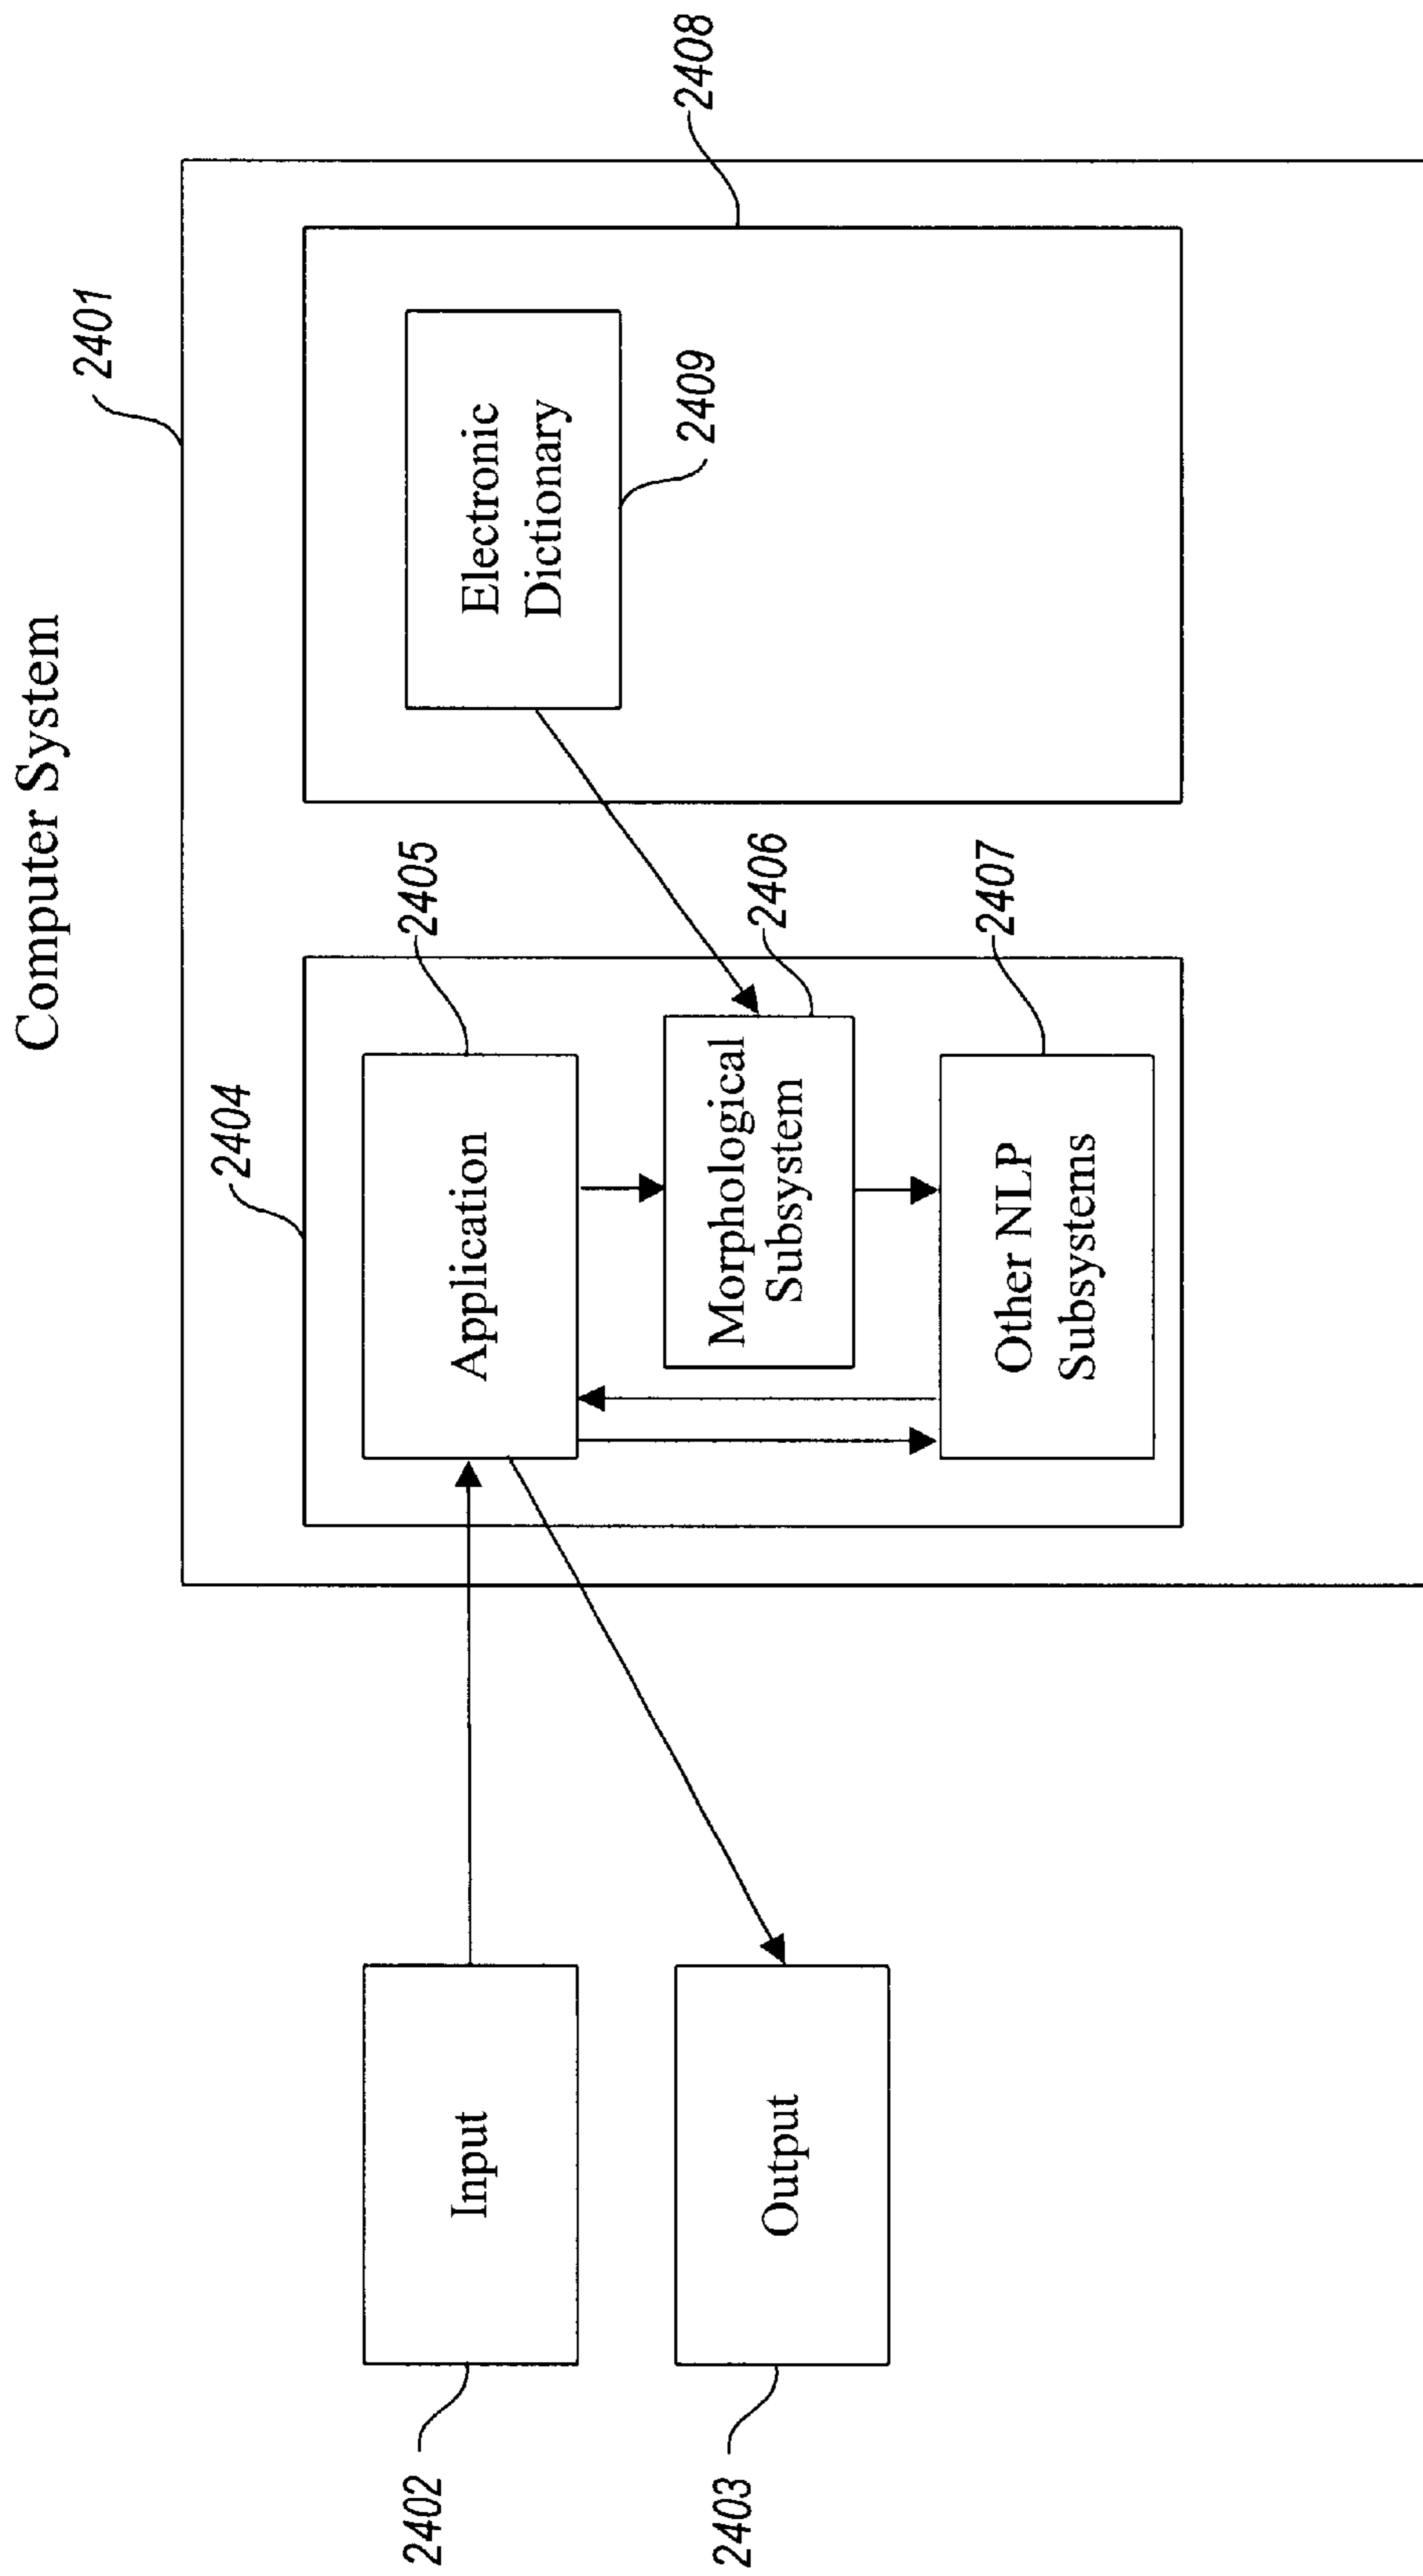 Computer System
2401
2404
2405
2408
Input
Application
Electronic
Dictionary
2402
2409
Output
Morphological
Subsystem
2406
2403
Other NLP
Subsystems
2407